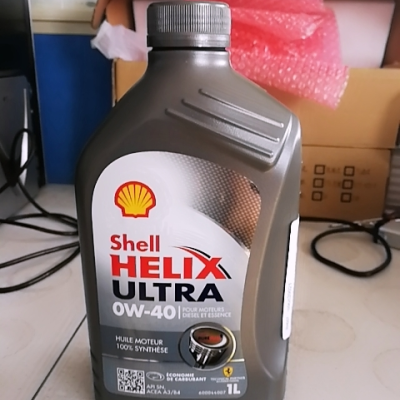 Shell
HELIX
ULTRA
0W-40 POUR MOTEURS
DIESEL ET ESSENCE
HUILE MOTEUR
100% SYNTHÈSE
ÉCONOMIE
DE CARBURANT
API SN,
ACEA A3/B4
1L